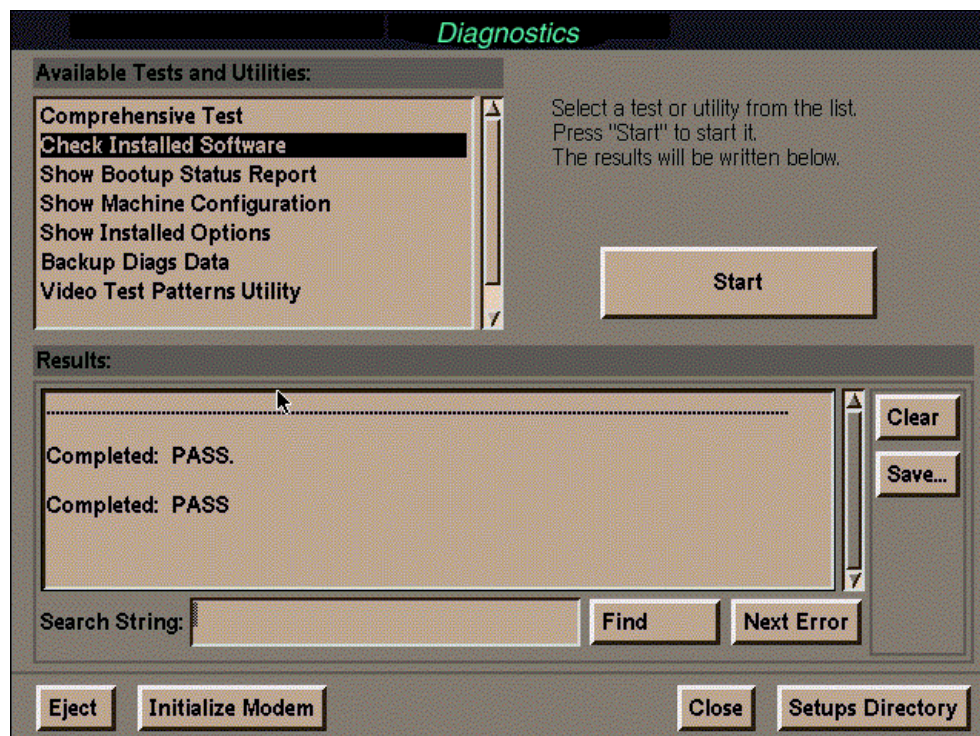 Diagnostics
Available Tests and Utilities:
Comprehensive Test
Check Installed Software
Show Bootup Status Report
Show Machine Configuration
Show Installed Options
Backup Diags Data
Video Test Patterns Utility
Select a test or utility from the list.
Press "Start" to start it.
The results will be written below.
Start
Results:
Completed: PASS.
Completed: PASS
Clear
Save...
Search String:
Find
Next Error
Eject
Initialize Modem
Close
Setups Directory